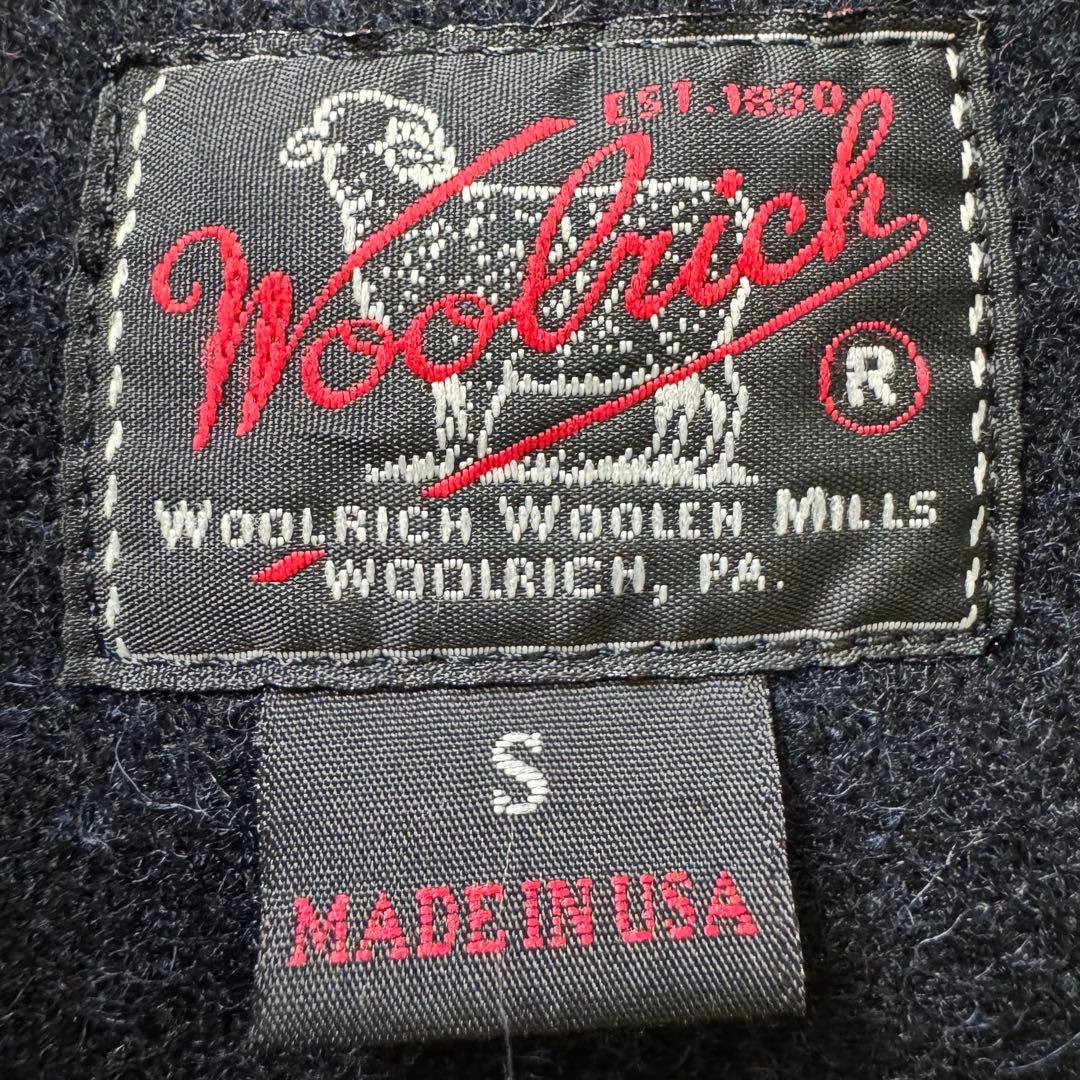 EST. 1830
Woolrich
®
WOOLRICH WOOLEN MILLS
WOOLRICH, PA.
S
MADE IN USA